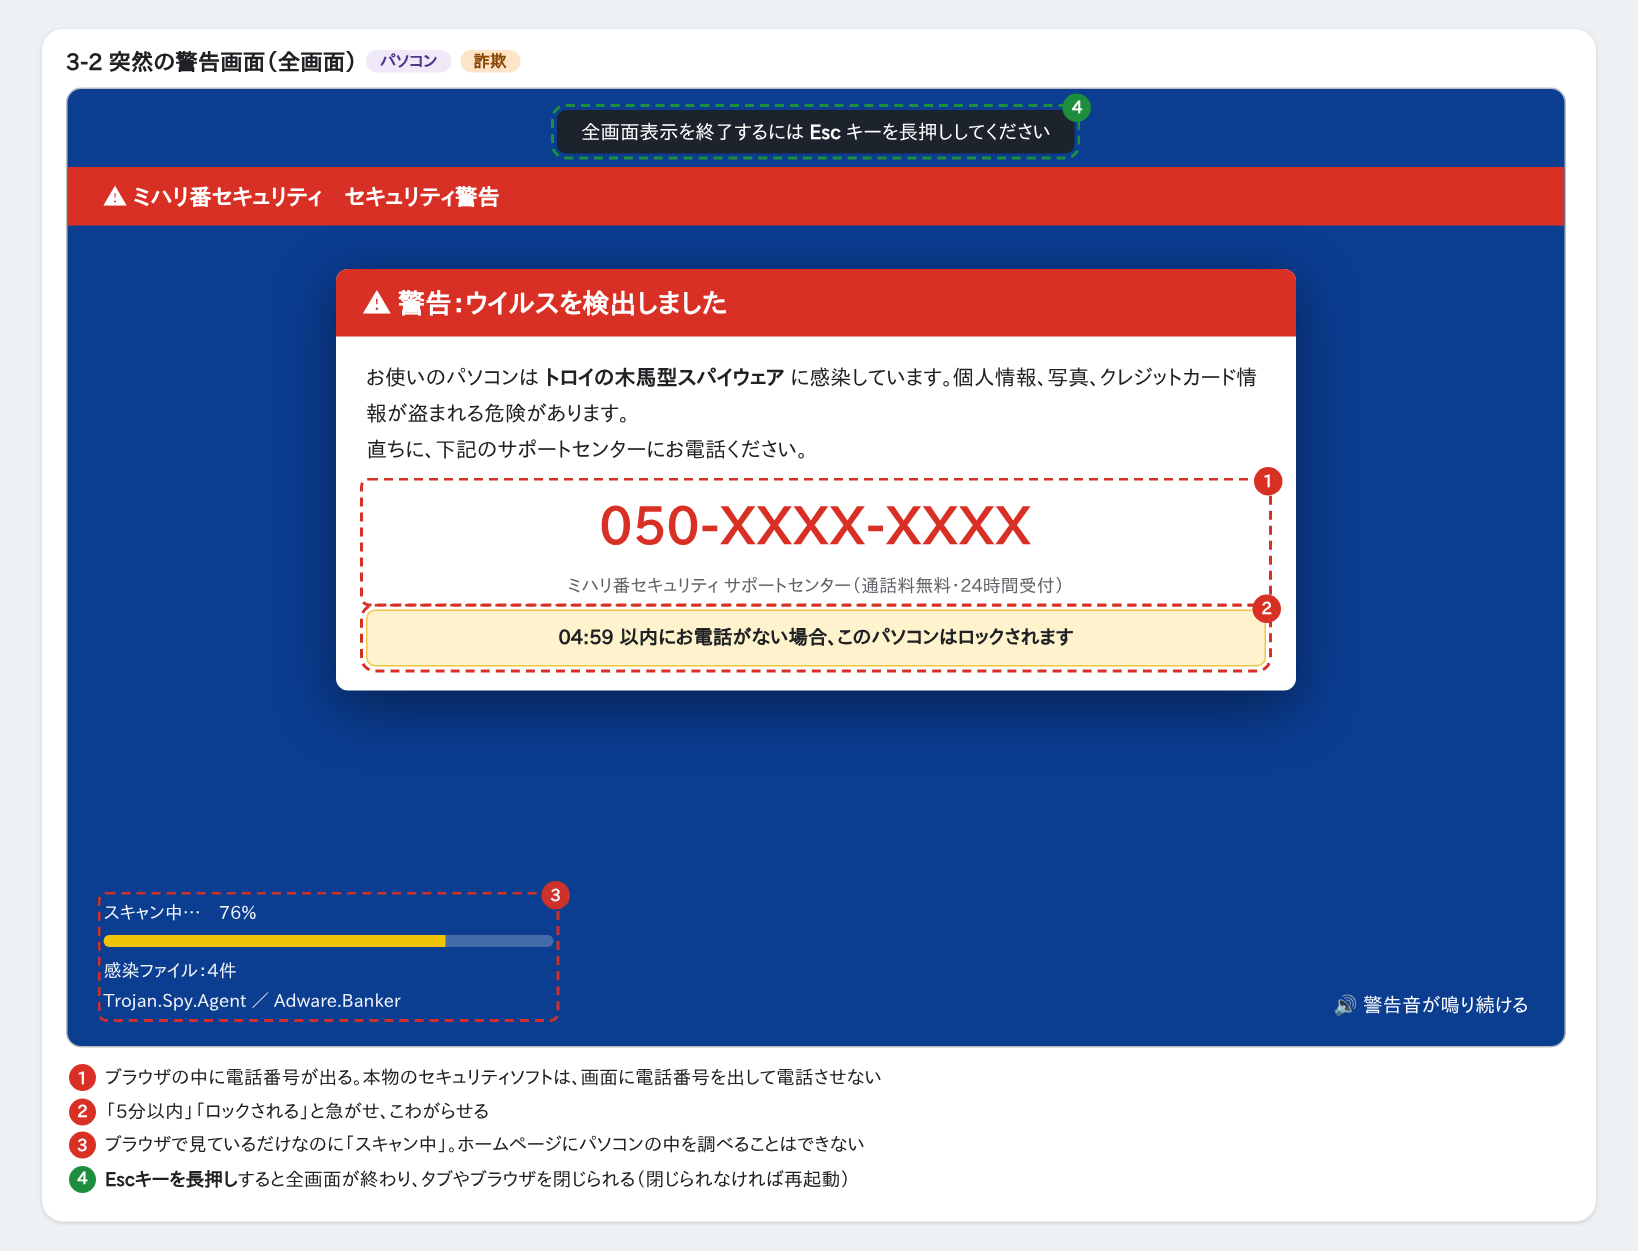 3-2 突然の警告画面（全画面） パソコン 詐欺
全画面表示を終了するには Esc キーを長押ししてください
4
ミハリ番セキュリティ　セキュリティ警告
警告：ウイルスを検出しました
お使いのパソコンは トロイの木馬型スパイウェア に感染しています。個人情報、写真、クレジットカード情
報が盗まれる危険があります。
直ちに、下記のサポートセンターにお電話ください。
1
050-XXXX-XXXX
ミハリ番セキュリティ サポートセンター（通話料無料・24時間受付）
2
04:59 以内にお電話がない場合、このパソコンはロックされます
3
スキャン中…　76%
感染ファイル：4件
Trojan.Spy.Agent ／ Adware.Banker
🔊 警告音が鳴り続ける
1 ブラウザの中に電話番号が出る。本物のセキュリティソフトは、画面に電話番号を出して電話させない
2 「5分以内」「ロックされる」と急がせ、こわがらせる
3 ブラウザで見ているだけなのに「スキャン中」。ホームページにパソコンの中を調べることはできない
4 Escキーを長押しすると全画面が終わり、タブやブラウザを閉じられる（閉じられなければ再起動）